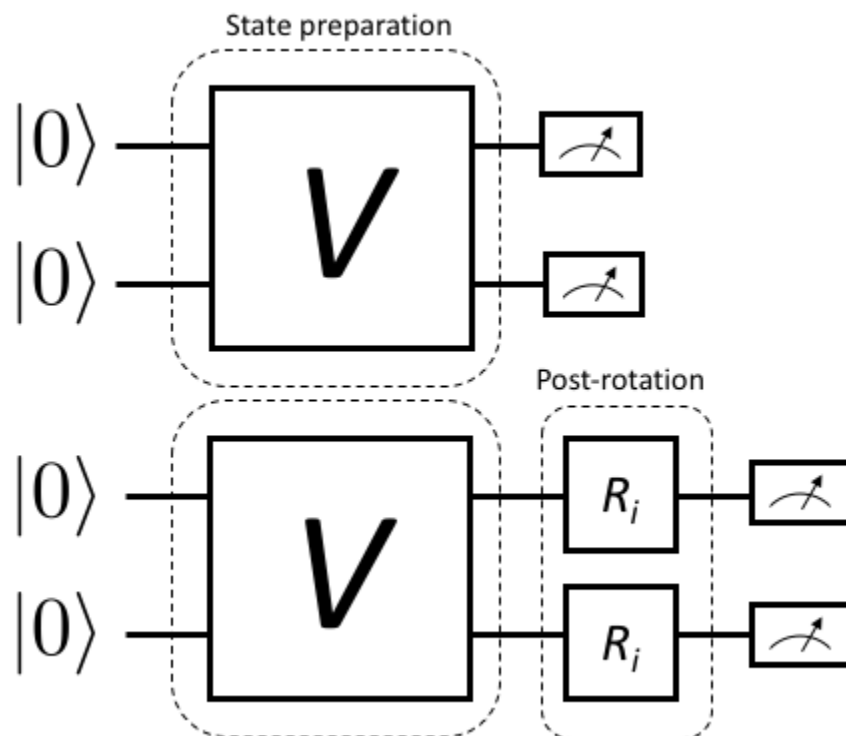 State preparation
|0⟩
V
|0⟩
Post-rotation
|0⟩
V
R_i
|0⟩
R_i